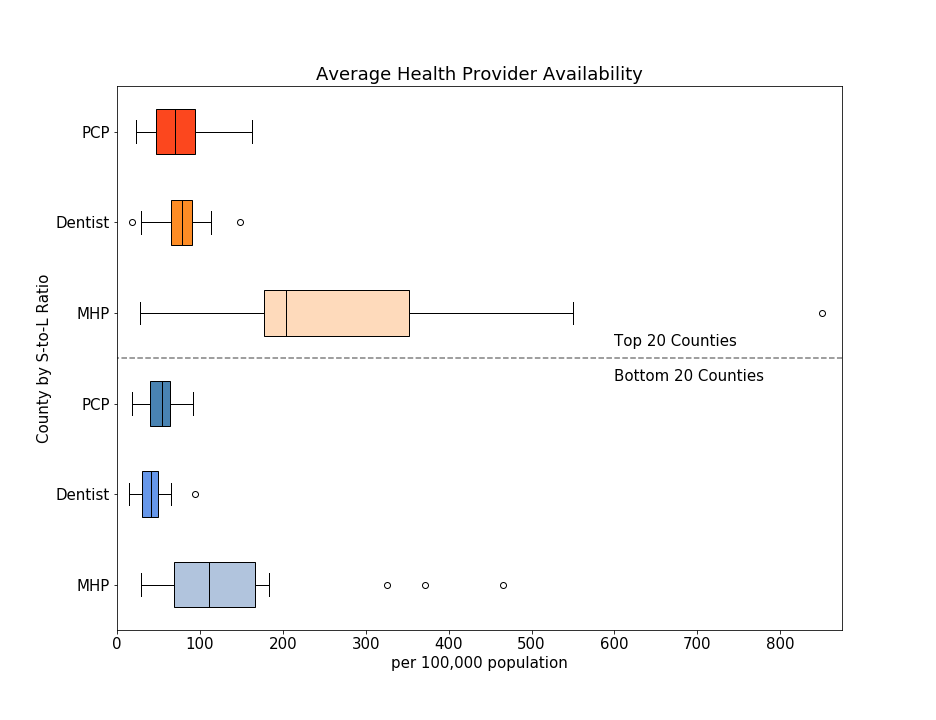 Average Health Provider Availability
County by S-to-L Ratio
PCP
Dentist
MHP
Top 20 Counties
Bottom 20 Counties
PCP
Dentist
MHP
0 100 200 300 400 500 600 700 800
per 100,000 population